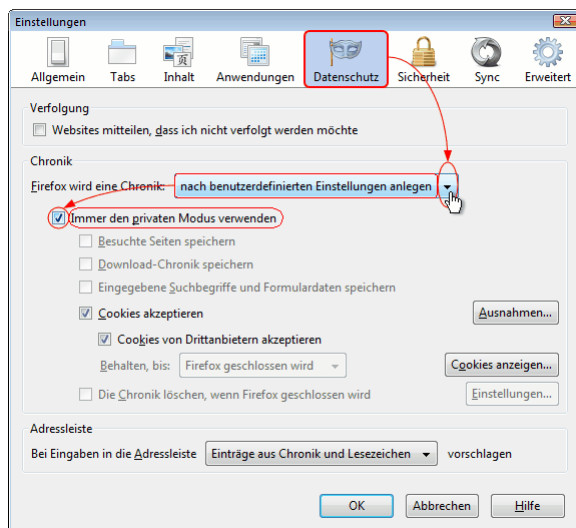 Einstellungen
Allgemein Tabs Inhalt Anwendungen Datenschutz Sicherheit Sync Erweitert
Verfolgung
Websites mitteilen, dass ich nicht verfolgt werden möchte
Chronik
Firefox wird eine Chronik: nach benutzerdefinierten Einstellungen anlegen
Immer den privaten Modus verwenden
Besuchte Seiten speichern
Download-Chronik speichern
Eingegebene Suchbegriffe und Formulardaten speichern
Cookies akzeptieren Ausnahmen...
Cookies von Drittanbietern akzeptieren
Behalten, bis: Firefox geschlossen wird Cookies anzeigen...
Die Chronik löschen, wenn Firefox geschlossen wird Einstellungen...
Adressleiste
Bei Eingaben in die Adressleiste Einträge aus Chronik und Lesezeichen vorschlagen
OK Abbrechen Hilfe